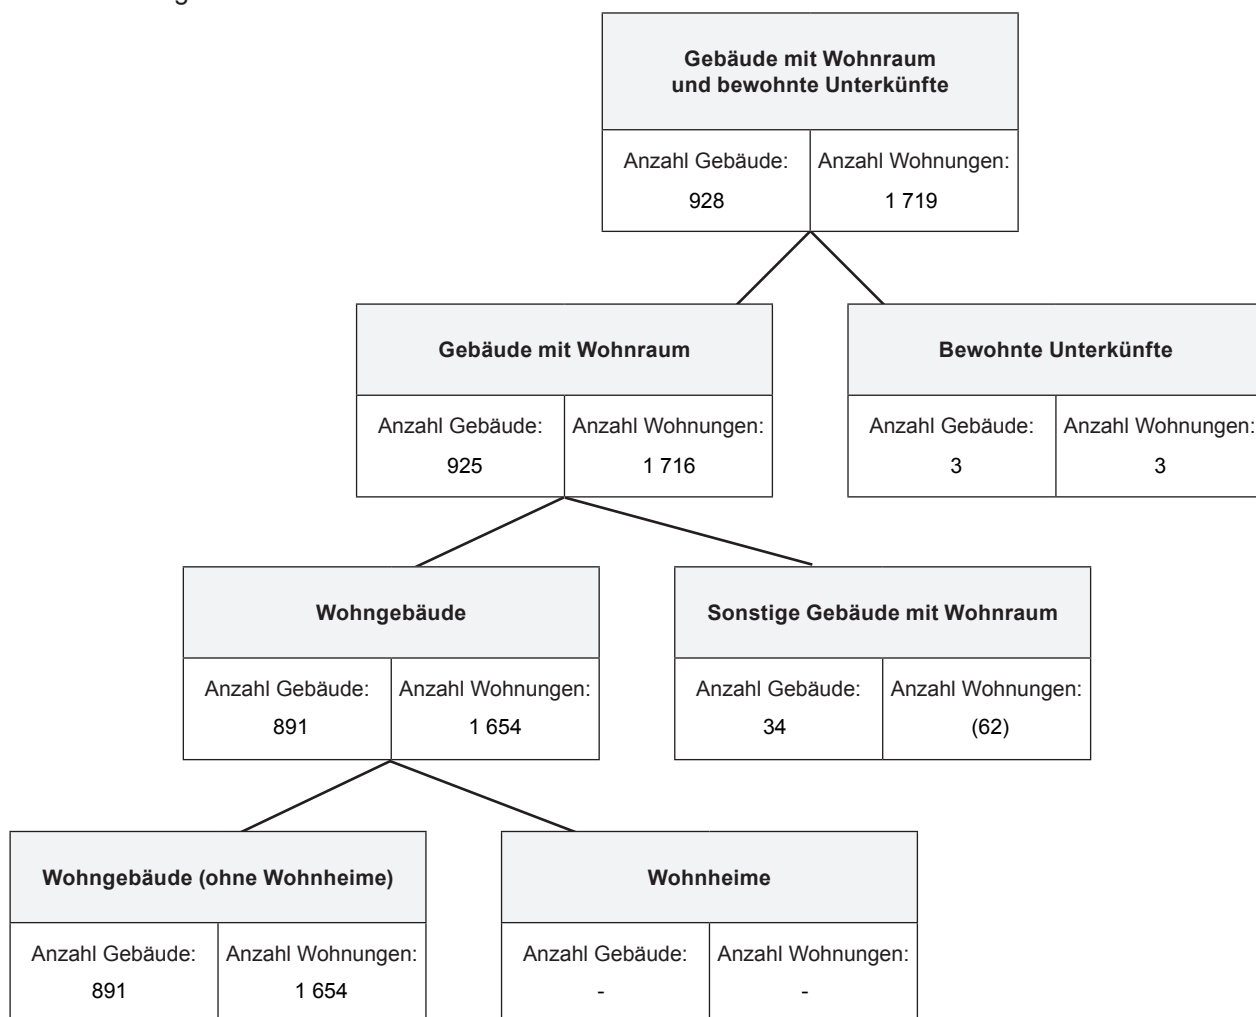 Gebäude mit Wohnraum
und bewohnte Unterkünfte
Anzahl Gebäude: Anzahl Wohnungen:
928 1 719
Gebäude mit Wohnraum
Anzahl Gebäude: Anzahl Wohnungen:
925 1 716
Bewohnte Unterkünfte
Anzahl Gebäude: Anzahl Wohnungen:
3 3
Wohngebäude
Anzahl Gebäude: Anzahl Wohnungen:
891 1 654
Sonstige Gebäude mit Wohnraum
Anzahl Gebäude: Anzahl Wohnungen:
34 (62)
Wohngebäude (ohne Wohnheime)
Anzahl Gebäude: Anzahl Wohnungen:
891 1 654
Wohnheime
Anzahl Gebäude: Anzahl Wohnungen:
- -